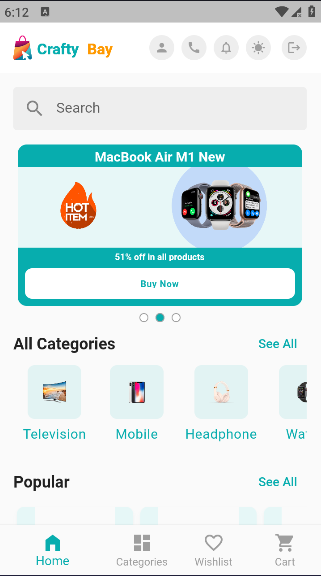 6:12 A
Crafty Bay
Search
MacBook Air M1 New
HOT
ITEM
51% off in all products
Buy Now
All Categories See All
Television Mobile Headphone Wa
Popular See All
Home Categories Wishlist Cart